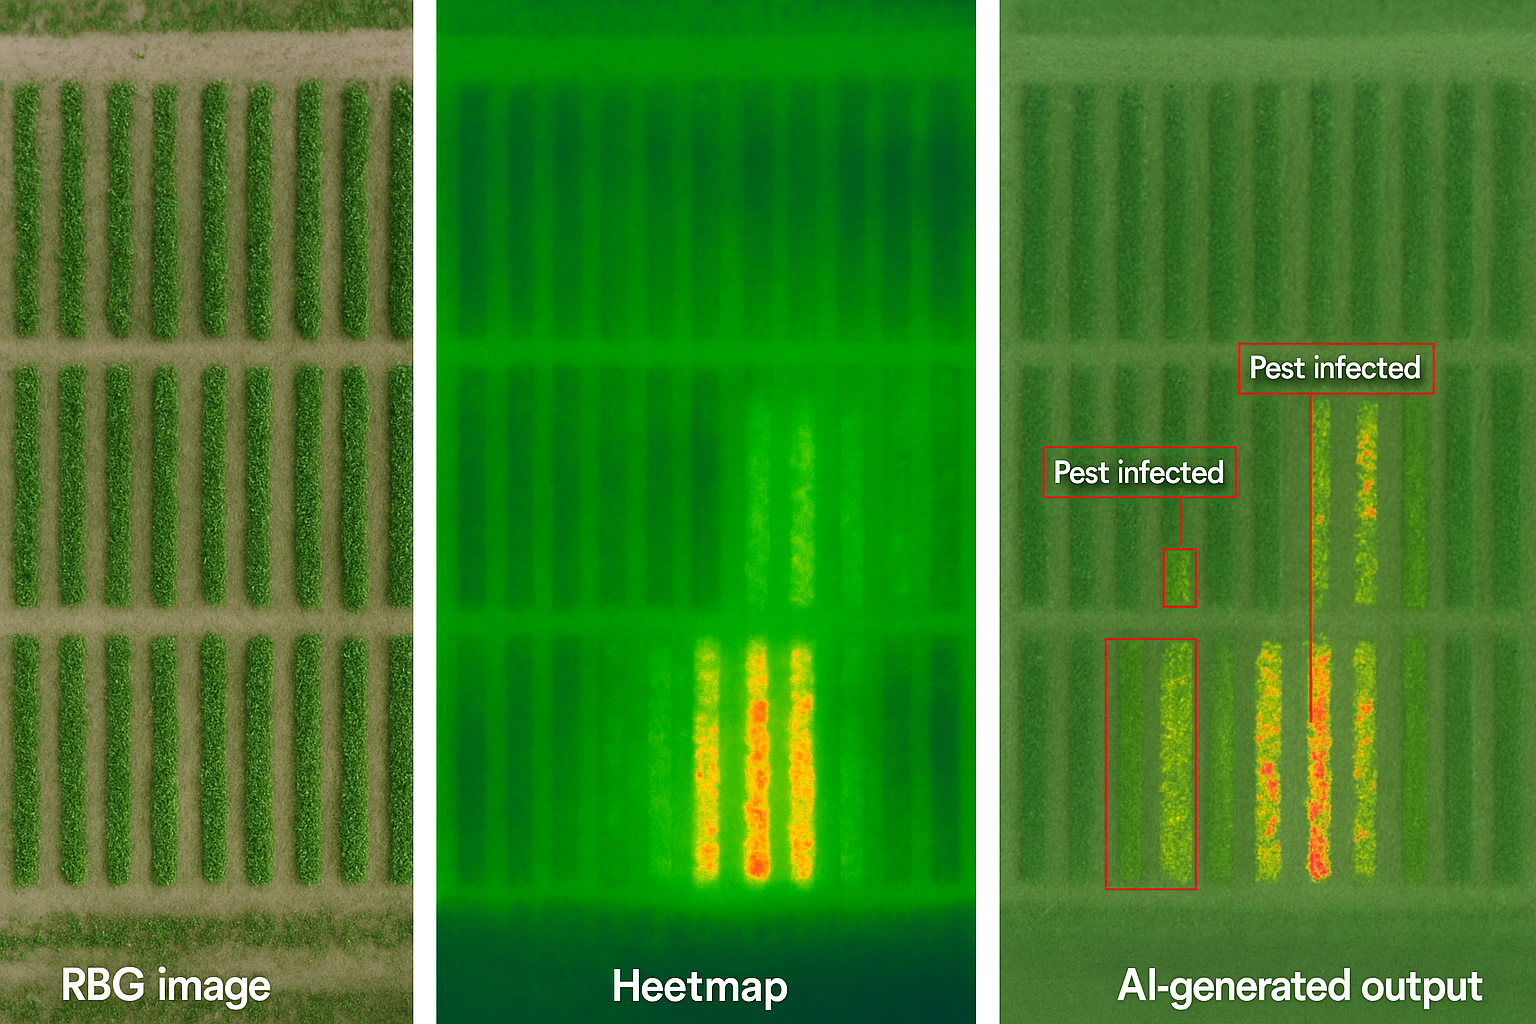 Pest infected
Pest infected
RBG image
Heetmap
AI-generated output